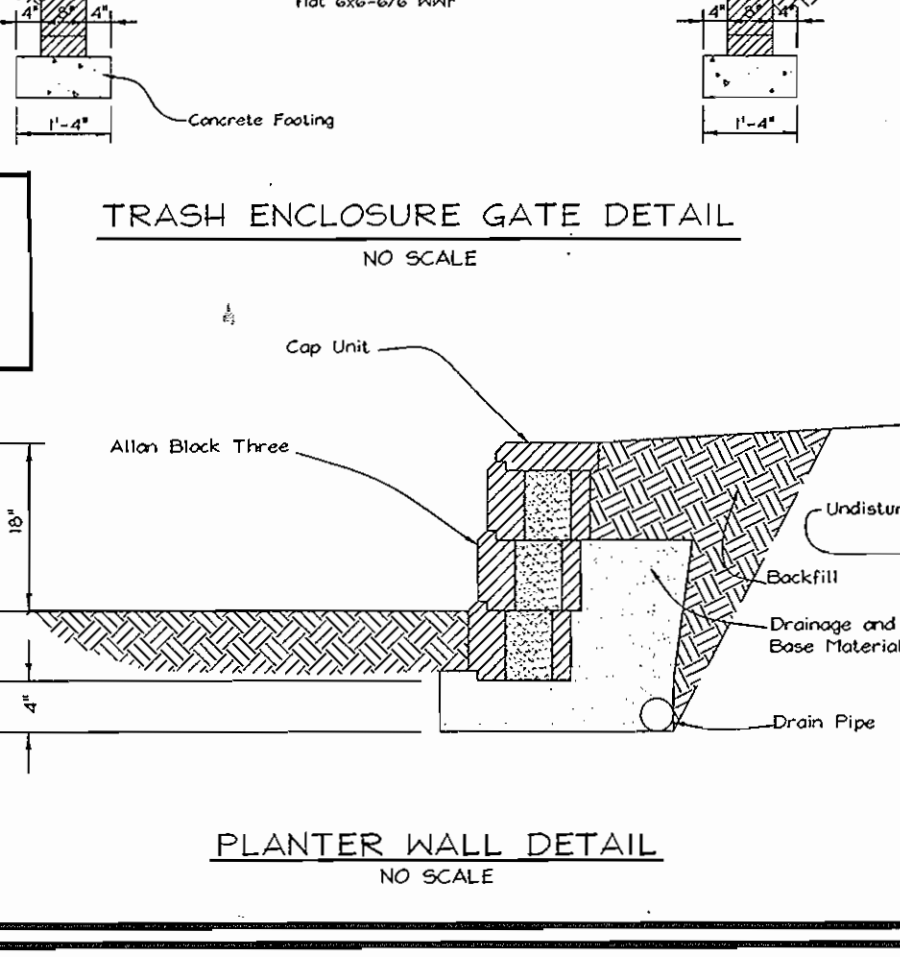 4" 8" 4"
Flat 6x6-6/6 WWF
4" 8" 4"
Concrete Footing
1'-4"
1'-4"
TRASH ENCLOSURE GATE DETAIL
NO SCALE
Cap Unit
Allan Block Three
18"
Undistur
Backfill
Drainage and
Base Material
4"
Drain Pipe
PLANTER WALL DETAIL
NO SCALE